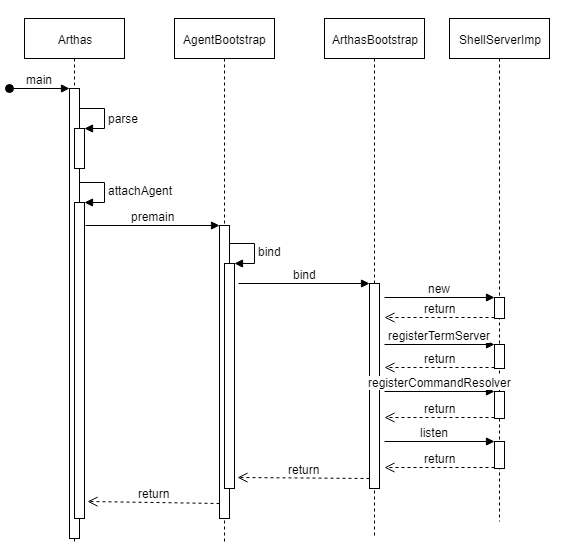 Arthas
AgentBootstrap
ArthasBootstrap
ShellServerImp
main
parse
attachAgent
premain
bind
bind
new
return
registerTermServer
return
registerCommandResolver
return
listen
return
return
return